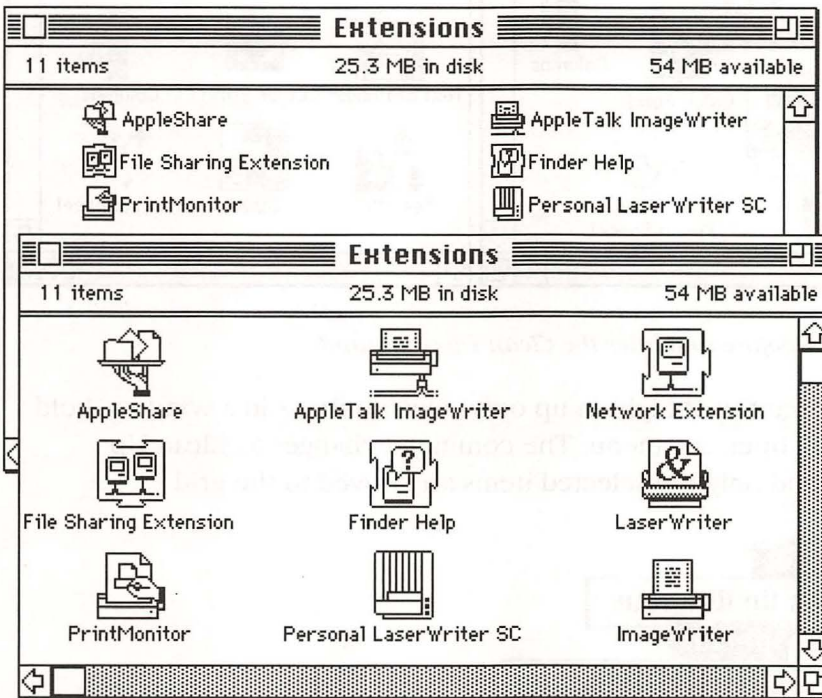 Extensions
11 items 25.3 MB in disk 54 MB available
AppleShare AppleTalk ImageWriter
File Sharing Extension Finder Help
PrintMonitor Personal LaserWriter SC
Extensions
11 items 25.3 MB in disk 54 MB available
AppleShare AppleTalk ImageWriter Network Extension
File Sharing Extension Finder Help LaserWriter
PrintMonitor Personal LaserWriter SC ImageWriter